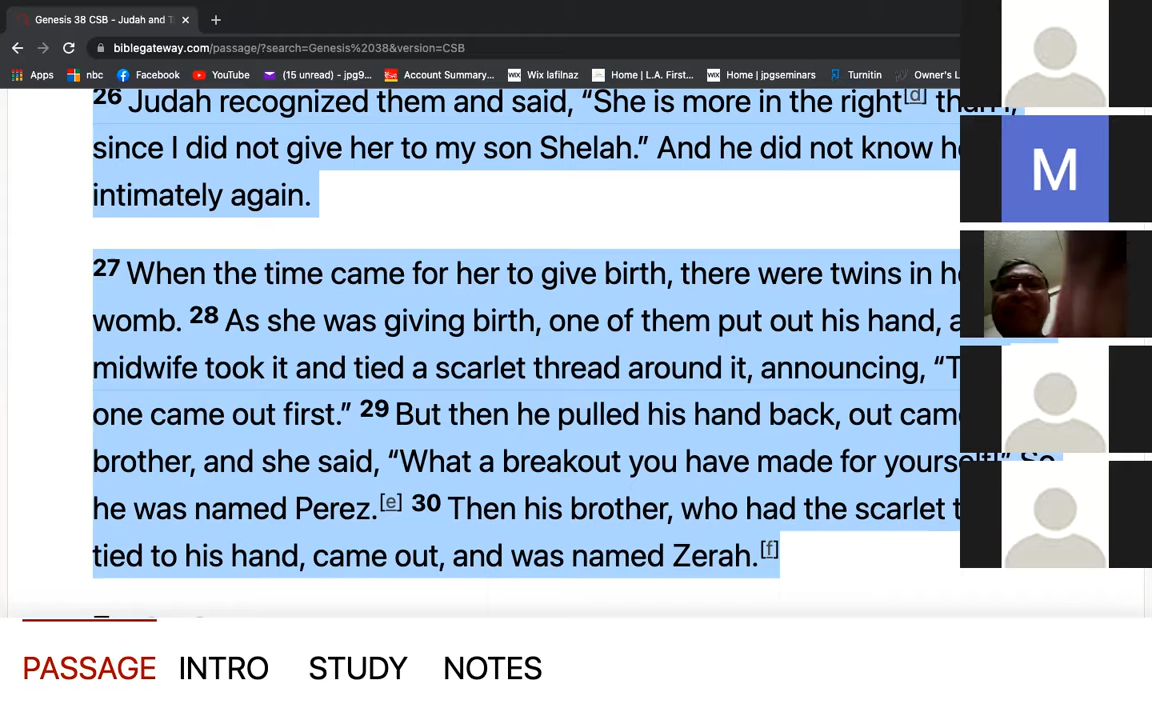 Genesis 38 CSB - Judah and T
biblegateway.com/passage/?search=Genesis%2038&version=CSB
Apps nbc Facebook YouTube (15 unread) - jpg9... Account Summary... Wix lafilnaz Home | L.A. First... Home | jpgseminars Turnitin Owner's L
26 Judah recognized them and said, “She is more in the right[d] than I,
since I did not give her to my son Shelah.” And he did not know
intimately again.
27 When the time came for her to give birth, there were twins in
womb. 28 As she was giving birth, one of them put out his hand,
midwife took it and tied a scarlet thread around it, announcing,
one came out first.” 29 But then he pulled his hand back, out
brother, and she said, “What a breakout you have made for yourself!” So
he was named Perez.[e] 30 Then his brother, who had the scarlet
tied to his hand, came out, and was named Zerah.[f]
M
PASSAGE INTRO STUDY NOTES